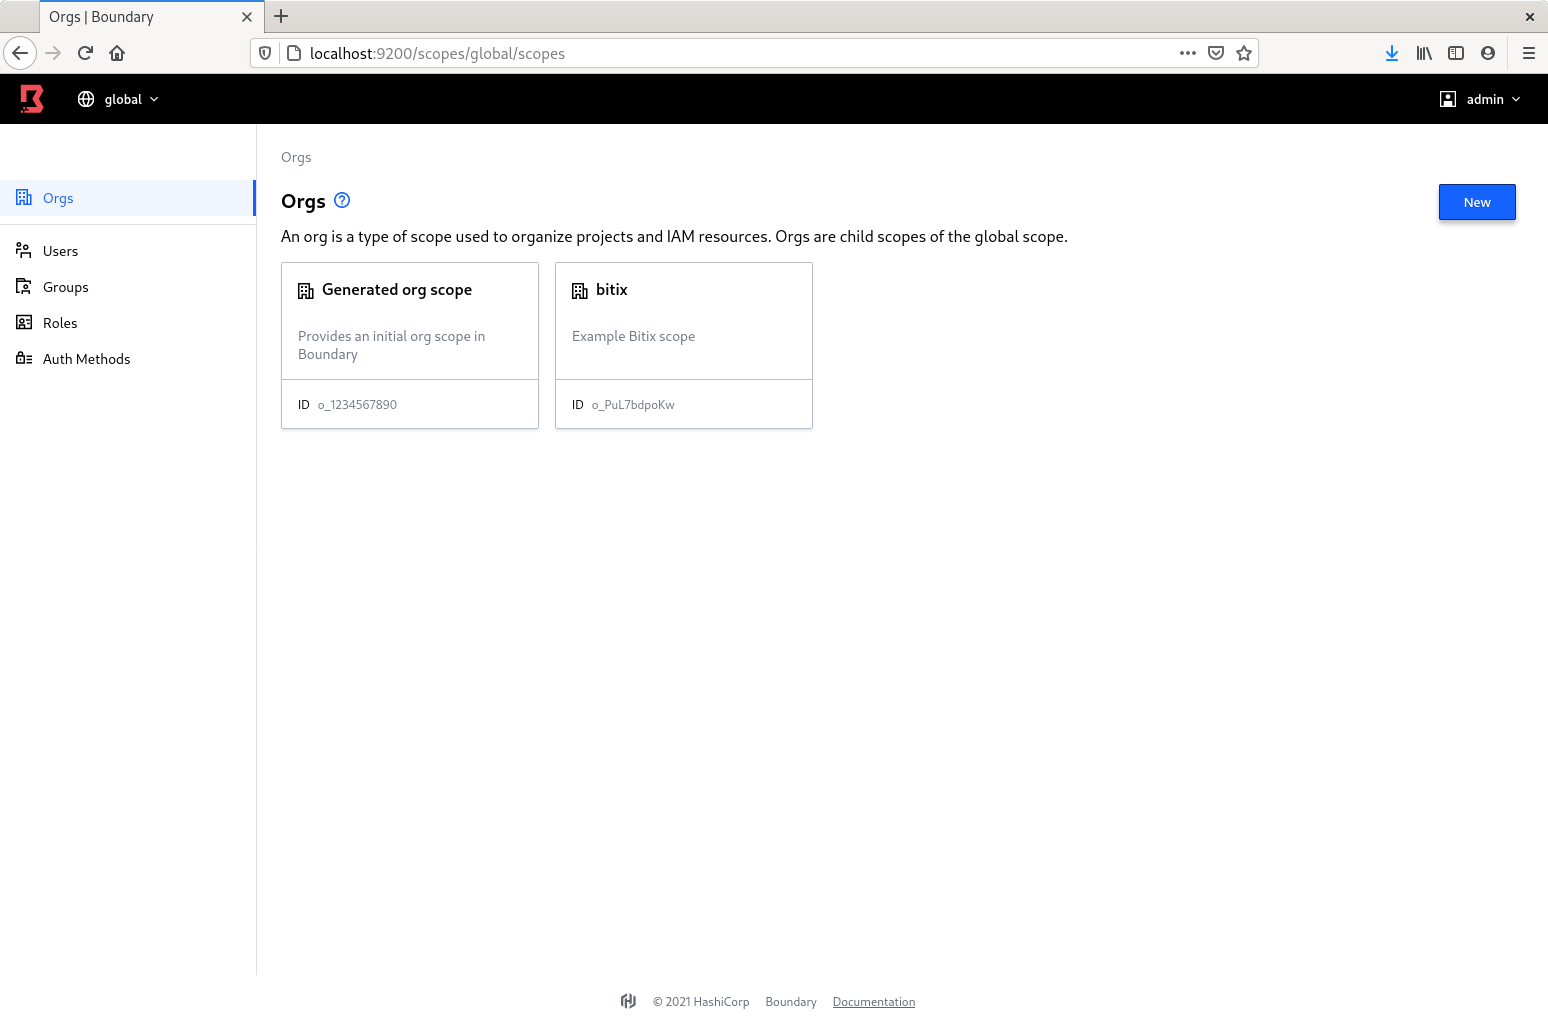 Orgs | Boundary
localhost:9200/scopes/global/scopes
global
admin
Orgs
Users
Groups
Roles
Auth Methods
Orgs
Orgs
New
An org is a type of scope used to organize projects and IAM resources. Orgs are child scopes of the global scope.
Generated org scope
Provides an initial org scope in
Boundary
ID o_1234567890
bitix
Example Bitix scope
ID o_PuL7bdpoKw
© 2021 HashiCorp Boundary Documentation